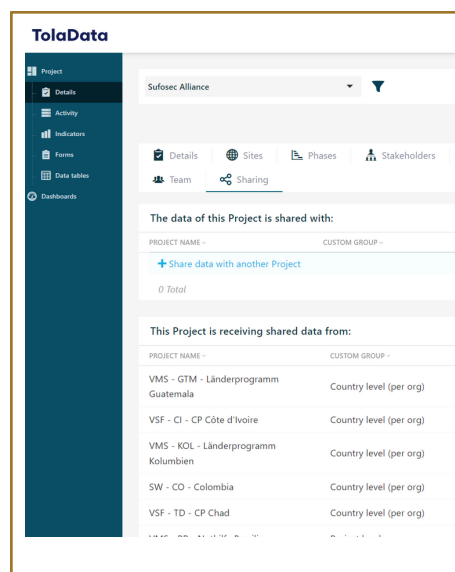 TolaData
Project
Details
Activity
Indicators
Forms
Data tables
Dashboards
Sufosec Alliance
Details
Sites
Phases
Stakeholders
Team
Sharing
The data of this Project is shared with:
PROJECT NAME
CUSTOM GROUP
+ Share data with another Project
0 Total
This Project is receiving shared data from:
PROJECT NAME
CUSTOM GROUP
VMS - GTM - Länderprogramm
Guatemala
Country level (per org)
VSF - CI - CP Côte d'Ivoire
Country level (per org)
VMS - KOL - Länderprogramm
Kolumbien
Country level (per org)
SW - CO - Colombia
Country level (per org)
VSF - TD - CP Chad
Country level (per org)